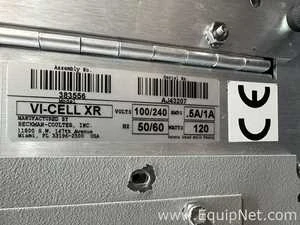 Assembly No.
Serial No.
383556
AJ43207
Model
VI-CELL XR
VOLTS 100/240 AMPS .5A/1A
MANUFACTURED BY
BECKMAN-COULTER, INC.
11800 S.W. 147th Avenue
Miami, FL 33196-2500 USA
HZ 50/60 WATTS 120
CE
www.EquipNet.com